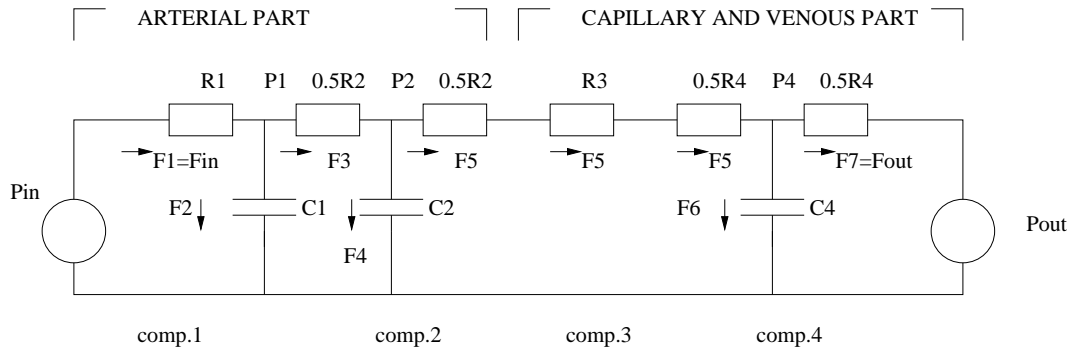 ARTERIAL PART CAPILLARY AND VENOUS PART
R1 P1 0.5R2 P2 0.5R2 R3 0.5R4 P4 0.5R4
F1=Fin F3 F5 F5 F5 F7=Fout
Pin F2 C1 C2 F6 C4 Pout
F4
comp.1 comp.2 comp.3 comp.4